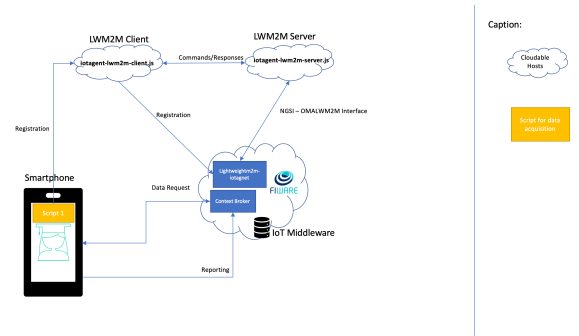 LWM2M Client
LWM2M Server
Caption:
iotagent-lwm2m-client.js
Commands/Responses
iotagent-lwm2m-server.js
Cloudable
Hosts
NGSI – OMALWM2M Interface
Registration
Registration
Script for data
acquisition
Smartphone
Lightweightm2m-
iotagnet
FIWARE
Data Request
Context Broker
Script 1
IoT Middleware
Reporting